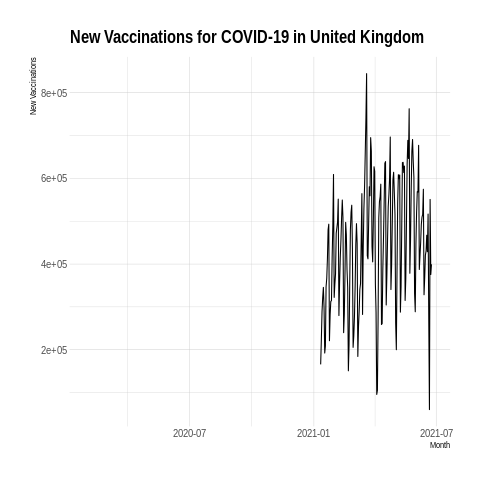 New Vaccinations for COVID-19 in United Kingdom
New Vaccinations
8e+05
6e+05
4e+05
2e+05
2020-07
2021-01
2021-07
Month